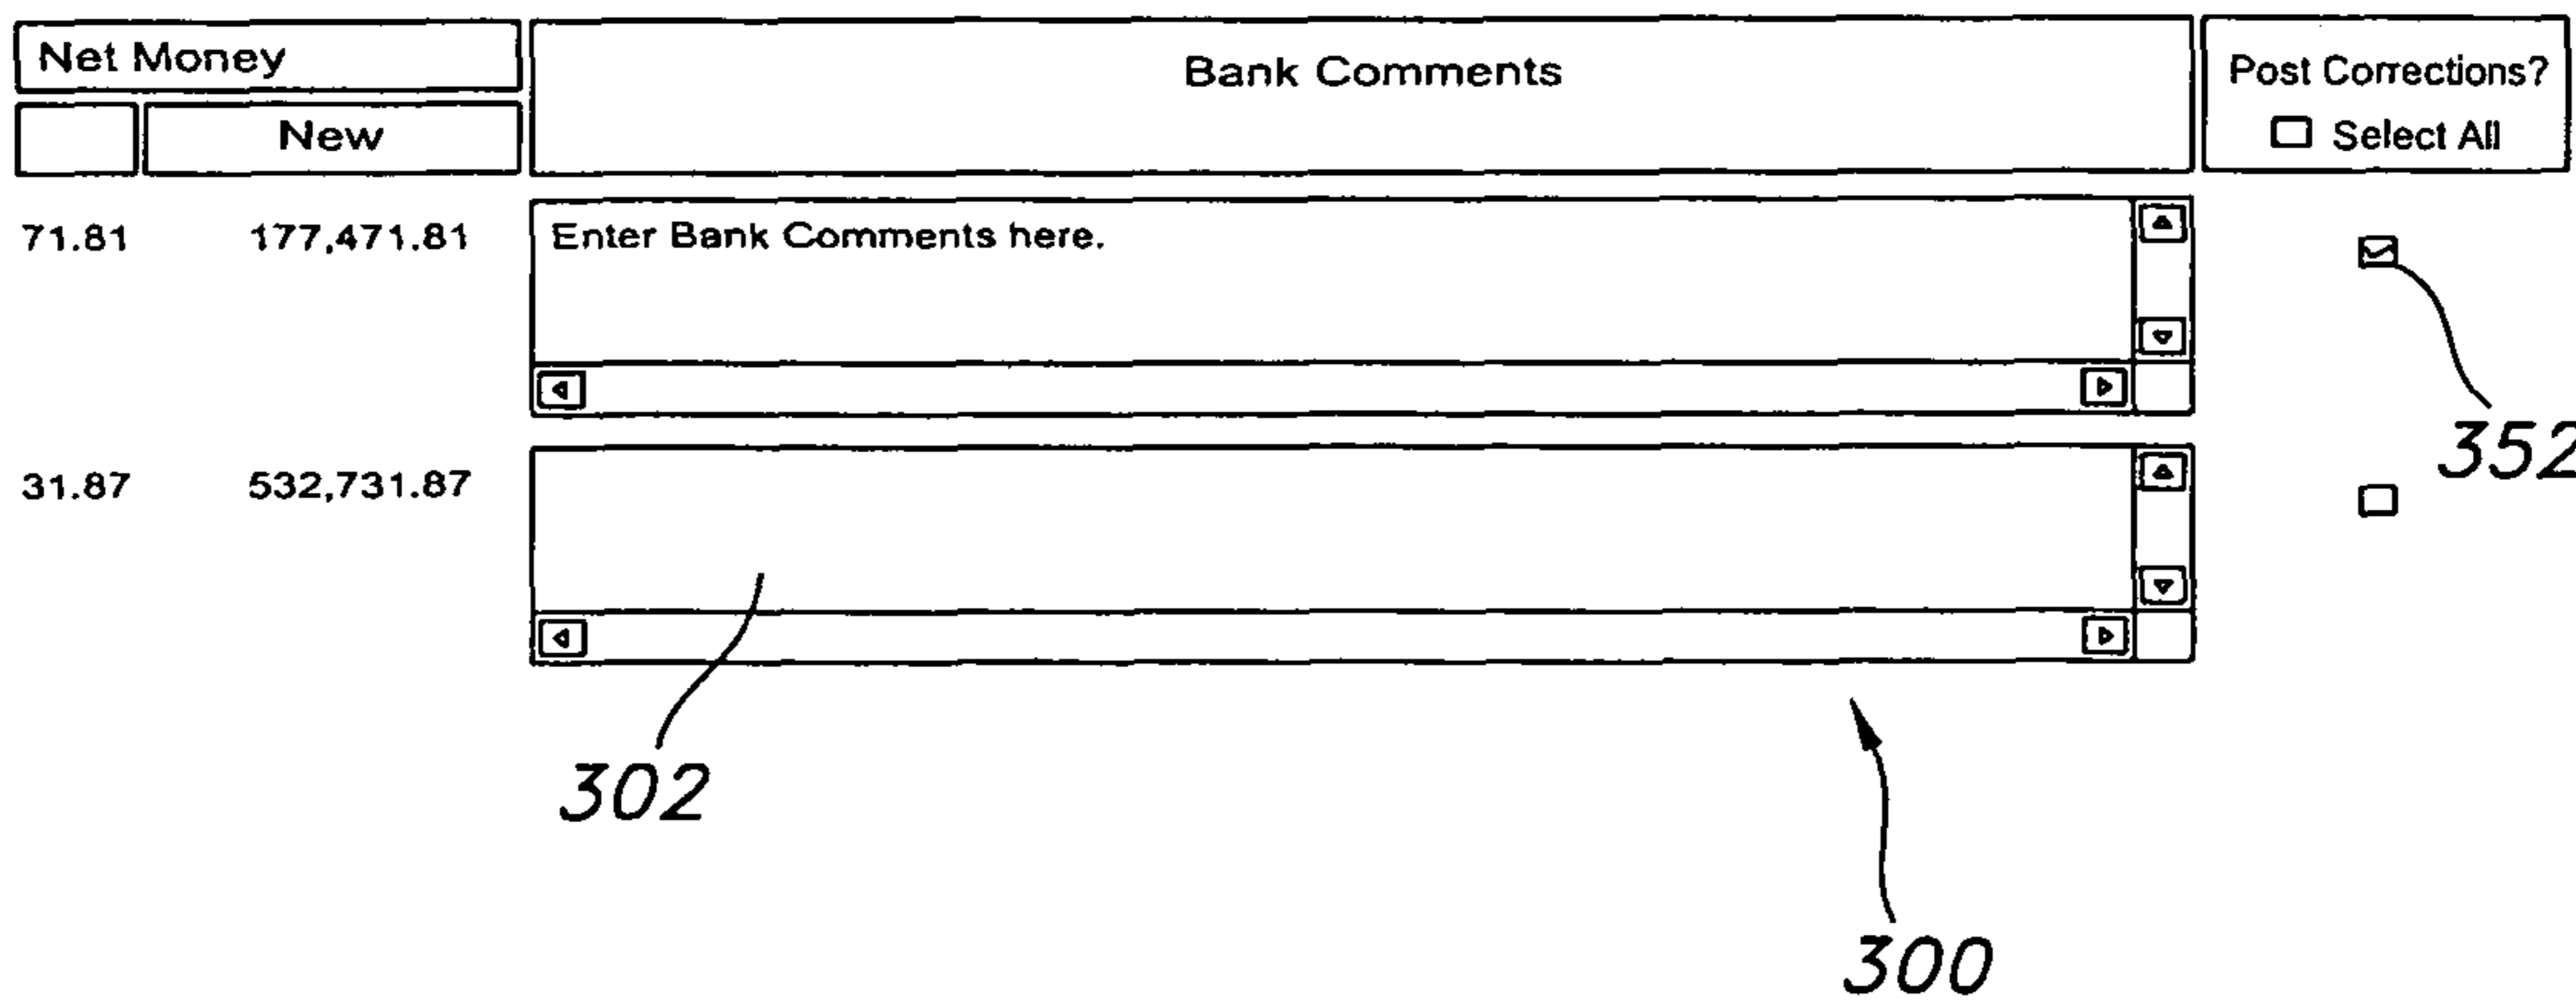 Net Money
Bank Comments
Post Corrections?
New
Select All
71.81 177,471.81 Enter Bank Comments here.
352
31.87 532,731.87
302
300